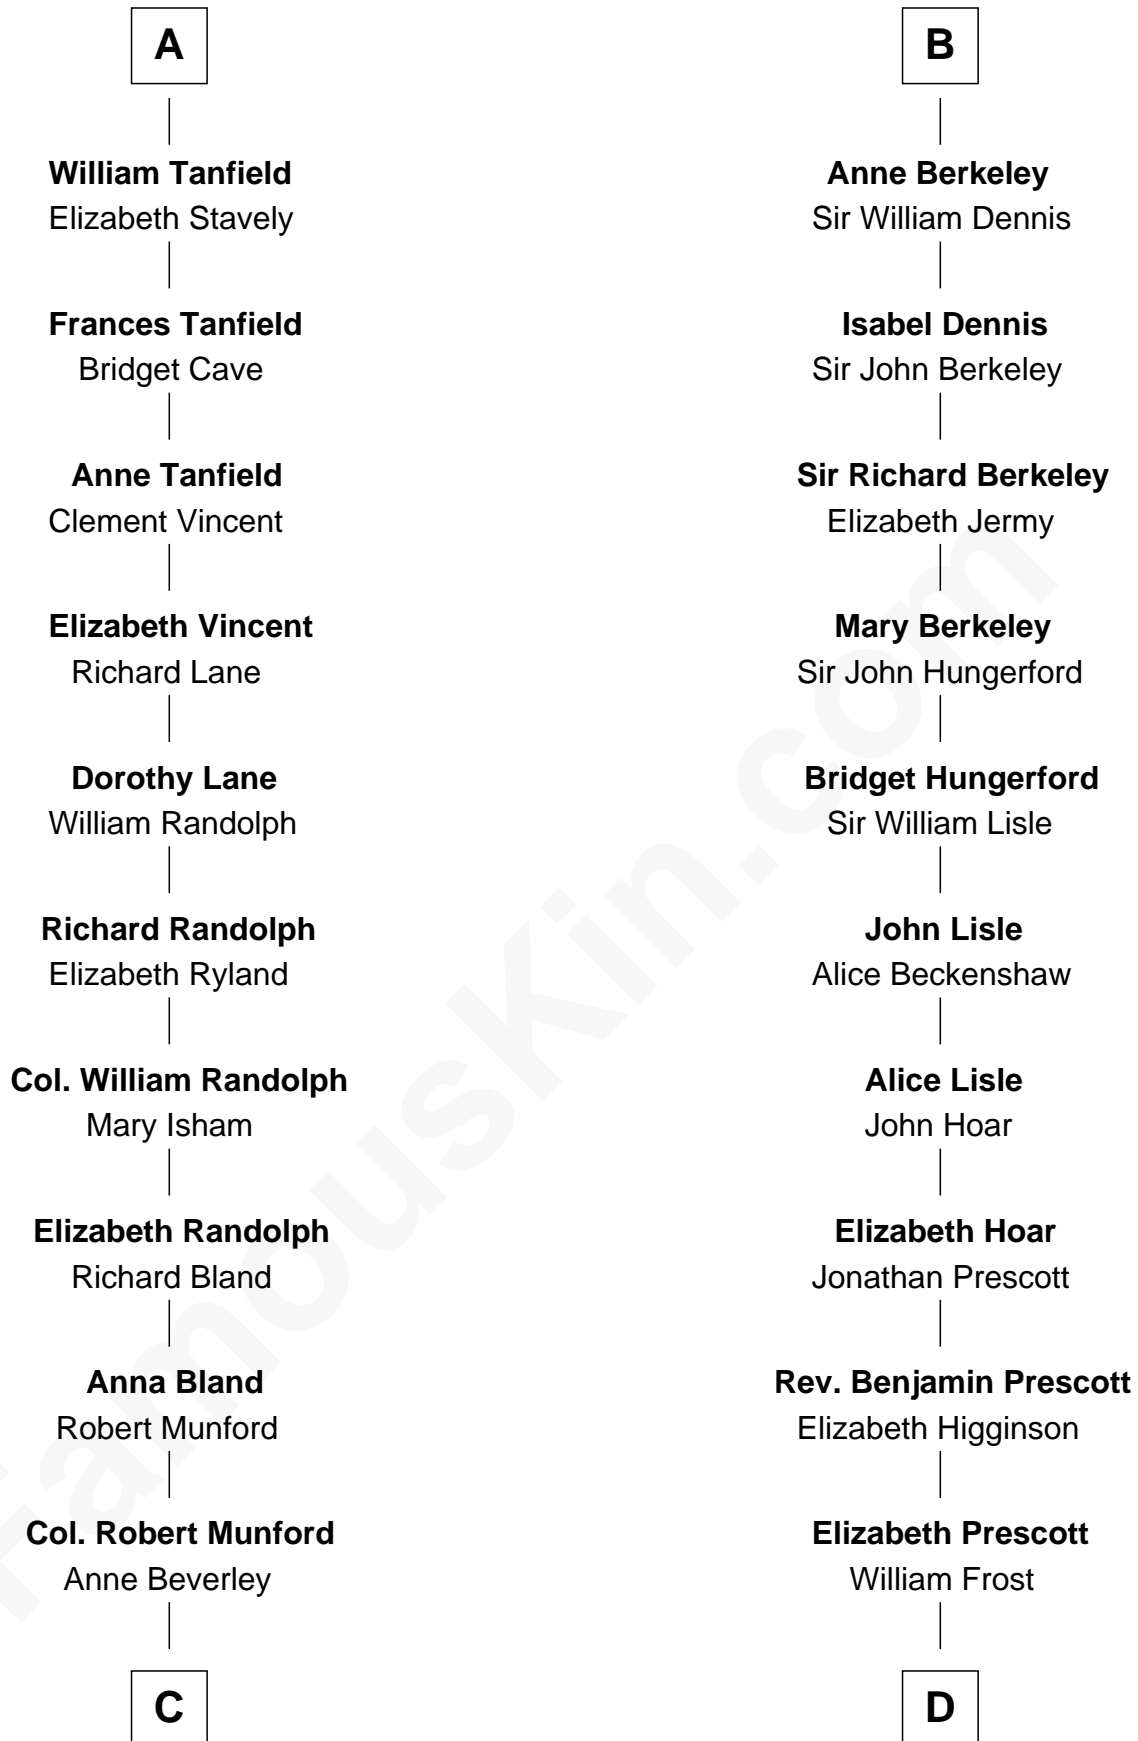 A
William Tanfield
Elizabeth Stavely
Frances Tanfield
Bridget Cave
Anne Tanfield
Clement Vincent
Elizabeth Vincent
Richard Lane
Dorothy Lane
William Randolph
Richard Randolph
Elizabeth Ryland
Col. William Randolph
Mary Isham
Elizabeth Randolph
Richard Bland
Anna Bland
Robert Munford
Col. Robert Munford
Anne Beverley
C
B
Anne Berkeley
Sir William Dennis
Isabel Dennis
Sir John Berkeley
Sir Richard Berkeley
Elizabeth Jermy
Mary Berkeley
Sir John Hungerford
Bridget Hungerford
Sir William Lisle
John Lisle
Alice Beckenshaw
Alice Lisle
John Hoar
Elizabeth Hoar
Jonathan Prescott
Rev. Benjamin Prescott
Elizabeth Higginson
Elizabeth Prescott
William Frost
D
FamousKin.com